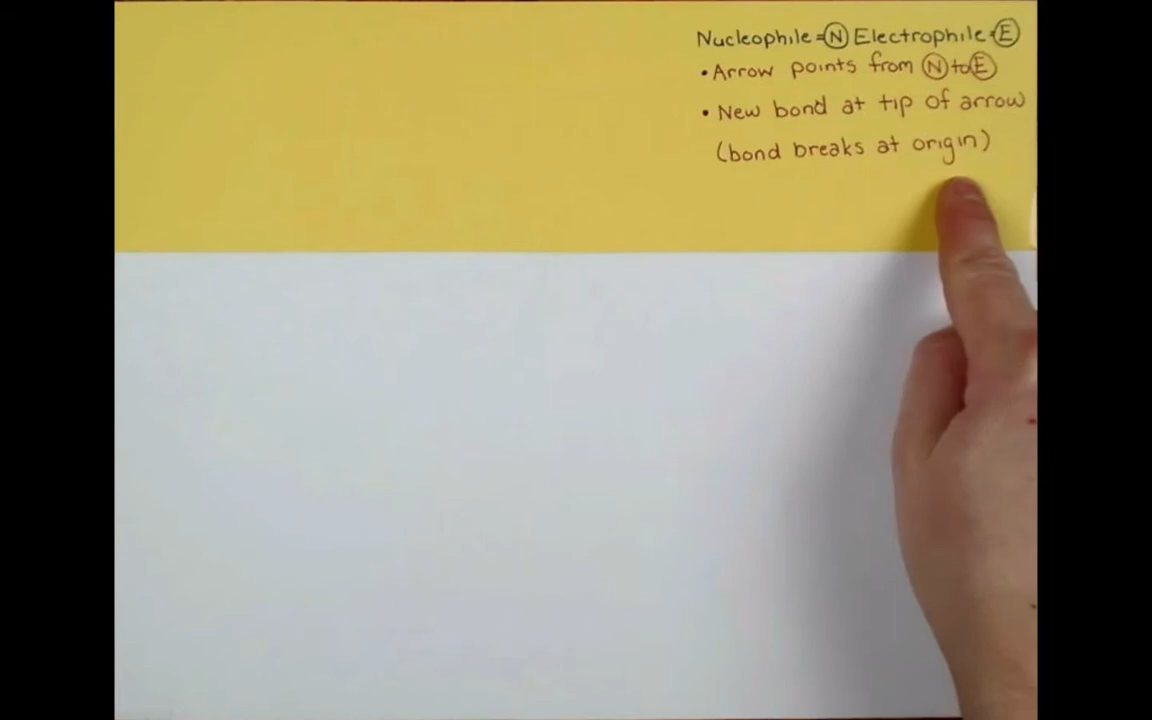 Nucleophile=Ⓝ Electrophile=Ⓔ
• Arrow points from Ⓝ to Ⓔ
• New bond at tip of arrow
(bond breaks at origin)